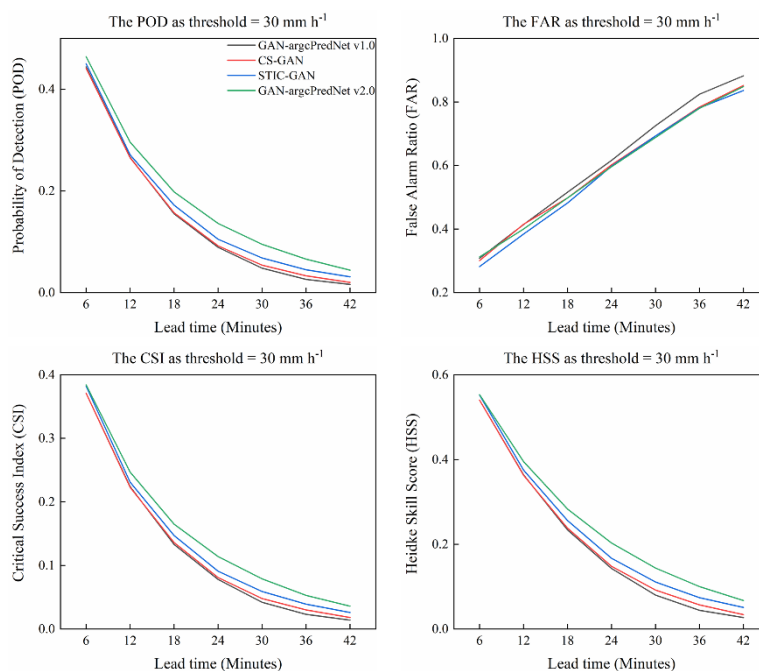 The POD as threshold = 30 mm h⁻¹
GAN-argcPredNet v1.0
CS-GAN
STIC-GAN
GAN-argcPredNet v2.0
Probability of Detection (POD)
0.4
0.2
0.0
6 12 18 24 30 36 42
Lead time (Minutes)
The FAR as threshold = 30 mm h⁻¹
False Alarm Ratio (FAR)
1.0
0.8
0.6
0.4
0.2
6 12 18 24 30 36 42
Lead time (Minutes)
The CSI as threshold = 30 mm h⁻¹
Critical Success Index (CSI)
0.4
0.3
0.2
0.1
0.0
6 12 18 24 30 36 42
Lead time (Minutes)
The HSS as threshold = 30 mm h⁻¹
Heidke Skill Score (HSS)
0.6
0.4
0.2
0.0
6 12 18 24 30 36 42
Lead time (Minutes)